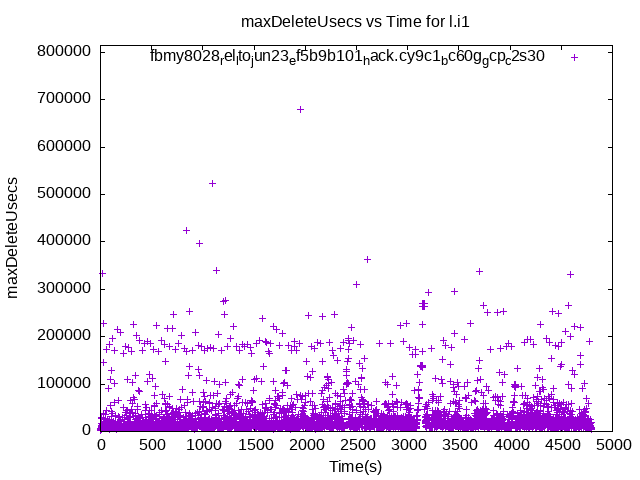 maxDeleteUsecs vs Time for l.i1
fbmy8028rel_lto_jun23_ef5b9b101_hack.cy9c1_bc60g_gcp_c2s30
800000
700000
600000
500000
400000
300000
200000
100000
0
maxDeleteUsecs
0 500 1000 1500 2000 2500 3000 3500 4000 4500 5000
Time(s)